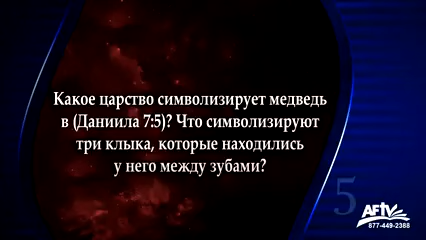 Какое царство символизирует медведь
в (Даниила 7:5)? Что символизируют
три клыка, которые находились
у него между зубами?
5
AFTV
877-449-2388